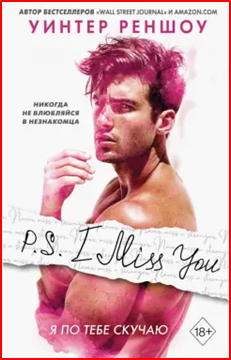 АВТОР БЕСТСЕЛЛЕРОВ «WALL STREET JOURNAL» И AMAZON.COM
УИНТЕР РЕНШОУ
НИКОГДА
НЕ ВЛЮБЛЯЙСЯ
В НЕЗНАКОМЦА
P.S. I Miss You
Я ПО ТЕБЕ СКУЧАЮ
18+